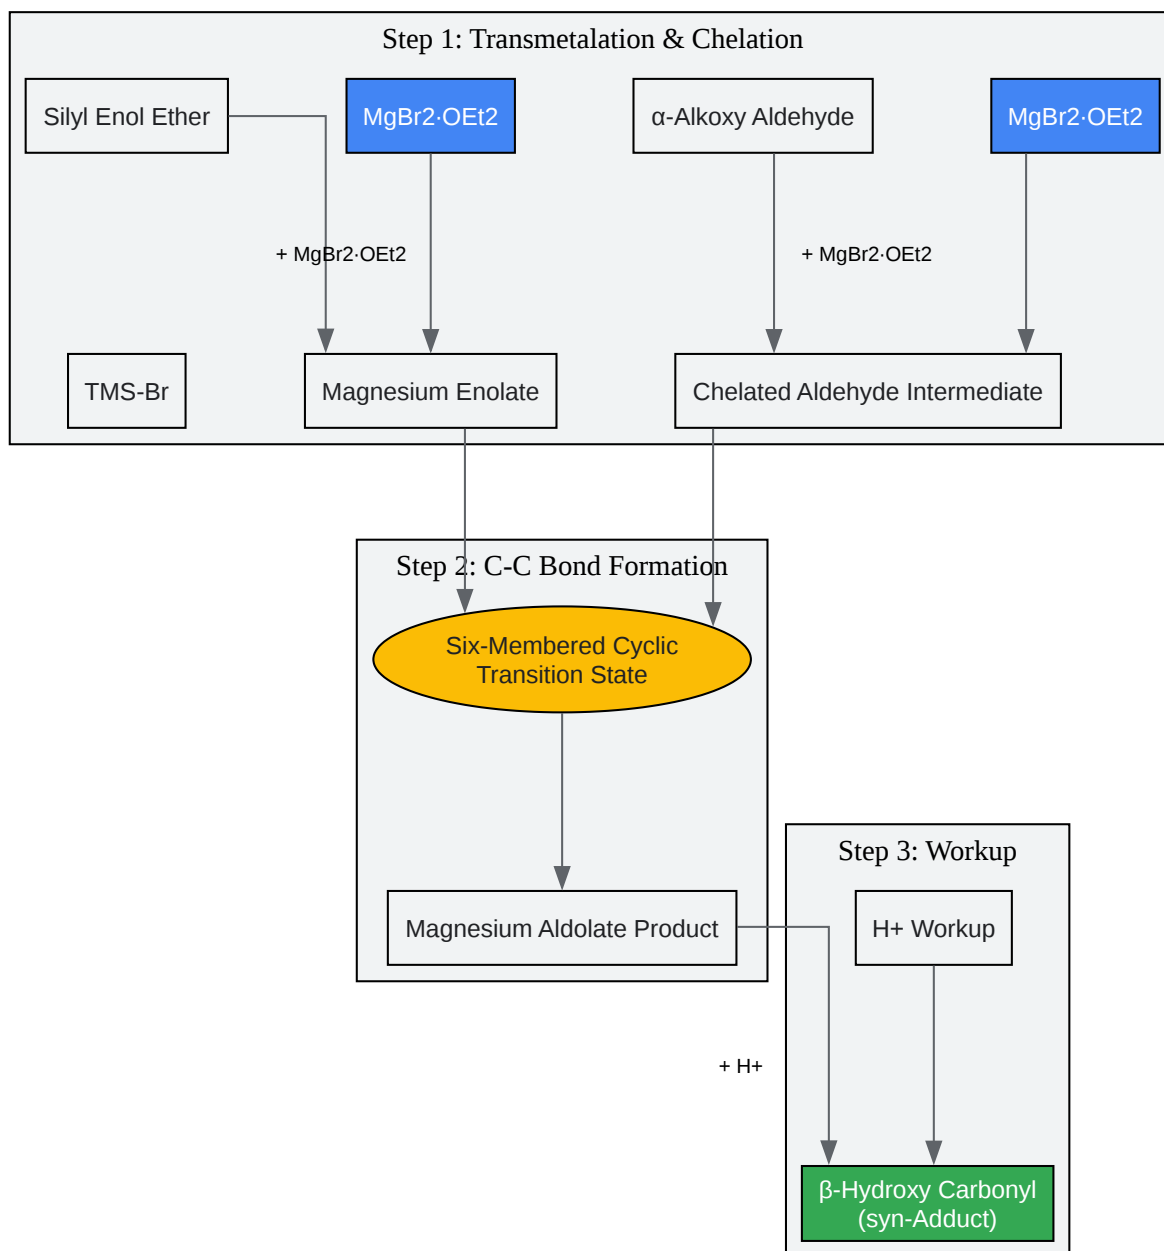 Step 1: Transmetalation & Chelation
Silyl Enol Ether
MgBr2·OEt2
α-Alkoxy Aldehyde
MgBr2·OEt2
+ MgBr2·OEt2
+ MgBr2·OEt2
TMS-Br
Magnesium Enolate
Chelated Aldehyde Intermediate
Step 2: C-C Bond Formation
Six-Membered Cyclic
Transition State
Magnesium Aldolate Product
Step 3: Workup
H+ Workup
+ H+
β-Hydroxy Carbonyl
(syn-Adduct)